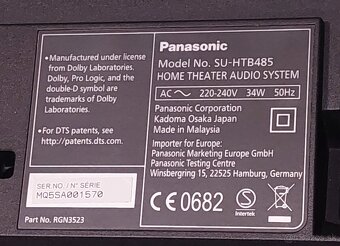 • Manufactured under license
from Dolby Laboratories.
Dolby, Pro Logic, and the
double-D symbol are
trademarks of Dolby
Laboratories.
• For DTS patents, see
http://patents.dts.com.
SER.NO. / N° SÉRIE
MQ5SA001570
Part No. RGN3523
Panasonic
Model No. SU-HTB485
HOME THEATER AUDIO SYSTEM
AC 220-240V 34W 50Hz
Panasonic Corporation
Kadoma Osaka Japan
Made in Malaysia
Importer for Europe:
Panasonic Marketing Europe GmbH
Panasonic Testing Centre
Winsbergring 15, 22525 Hamburg, Germany
CE 0682
S
Intertek